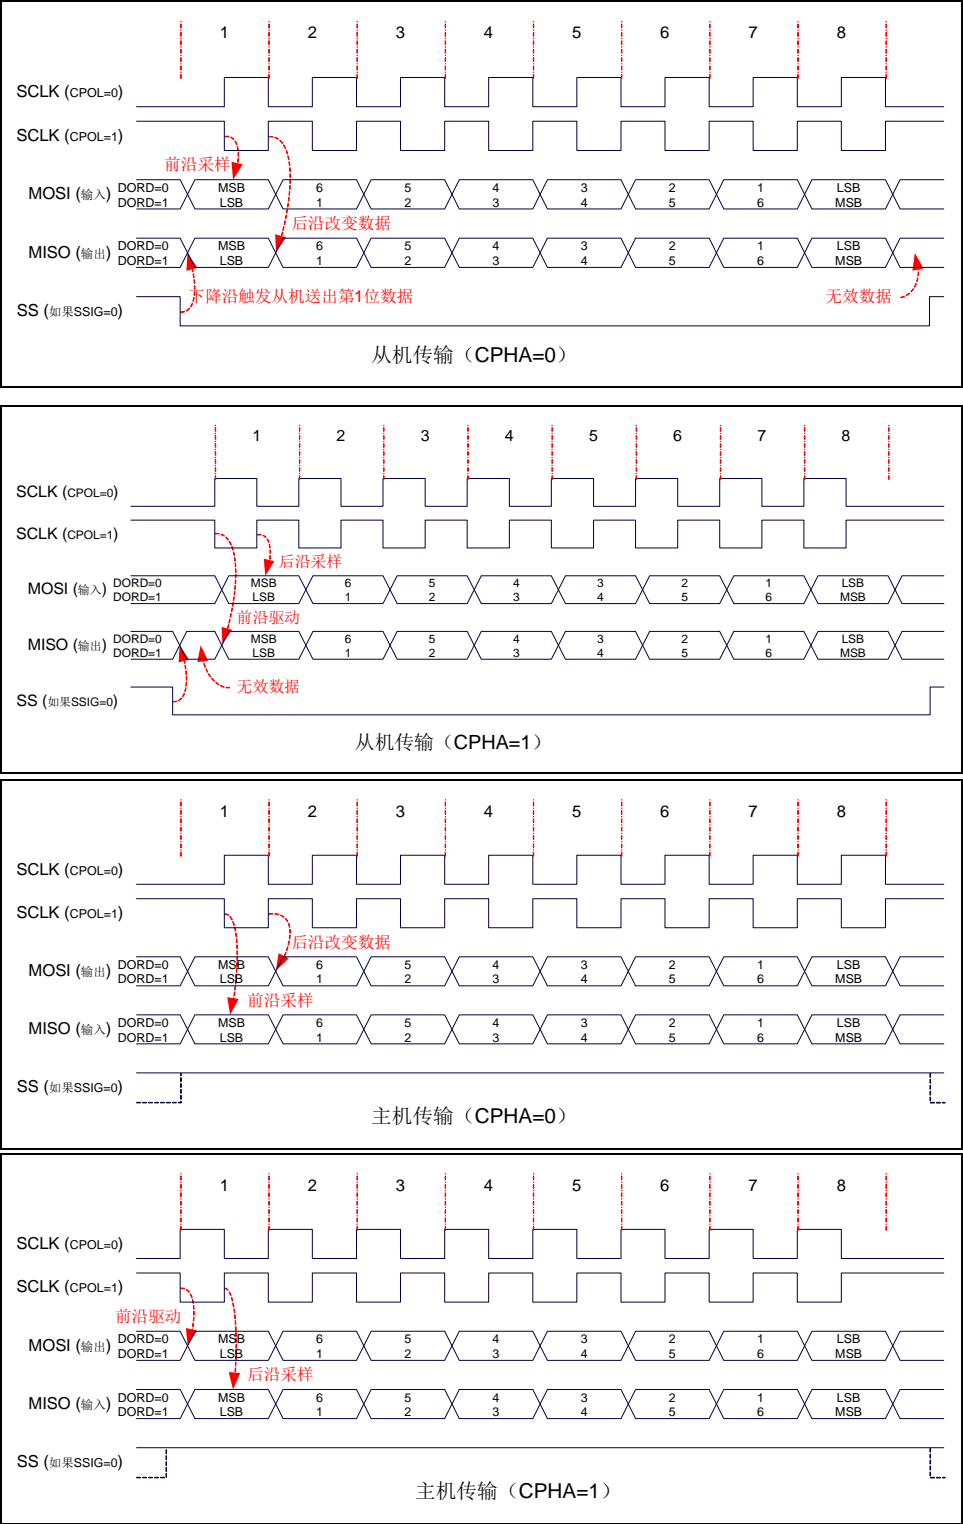 1 2 3 4 5 6 7 8
SCLK (CPOL=0)
SCLK (CPOL=1)
前沿采样
MOSI (输入) DORD=0 MSB 6 5 4 3 2 1 LSB
DORD=1 LSB 1 2 3 4 5 6 MSB
后沿改变数据
MISO (输出) DORD=0 MSB 6 5 4 3 2 1 LSB
DORD=1 LSB 1 2 3 4 5 6 MSB
下降沿触发从机送出第1位数据 无效数据
SS (如果SSIG=0)
从机传输（CPHA=0）
1 2 3 4 5 6 7 8
SCLK (CPOL=0)
SCLK (CPOL=1)
后沿采样
MOSI (输入) DORD=0 MSB 6 5 4 3 2 1 LSB
DORD=1 LSB 1 2 3 4 5 6 MSB
前沿驱动
MISO (输出) DORD=0 MSB 6 5 4 3 2 1 LSB
DORD=1 LSB 1 2 3 4 5 6 MSB
无效数据
SS (如果SSIG=0)
从机传输（CPHA=1）
1 2 3 4 5 6 7 8
SCLK (CPOL=0)
SCLK (CPOL=1)
后沿改变数据
MOSI (输出) DORD=0 MSB 6 5 4 3 2 1 LSB
DORD=1 LSB 1 2 3 4 5 6 MSB
前沿采样
MISO (输入) DORD=0 MSB 6 5 4 3 2 1 LSB
DORD=1 LSB 1 2 3 4 5 6 MSB
SS (如果SSIG=0)
主机传输（CPHA=0）
1 2 3 4 5 6 7 8
SCLK (CPOL=0)
SCLK (CPOL=1)
前沿驱动
MOSI (输出) DORD=0 MSB 6 5 4 3 2 1 LSB
DORD=1 LSB 1 2 3 4 5 6 MSB
后沿采样
MISO (输入) DORD=0 MSB 6 5 4 3 2 1 LSB
DORD=1 LSB 1 2 3 4 5 6 MSB
SS (如果SSIG=0)
主机传输（CPHA=1）